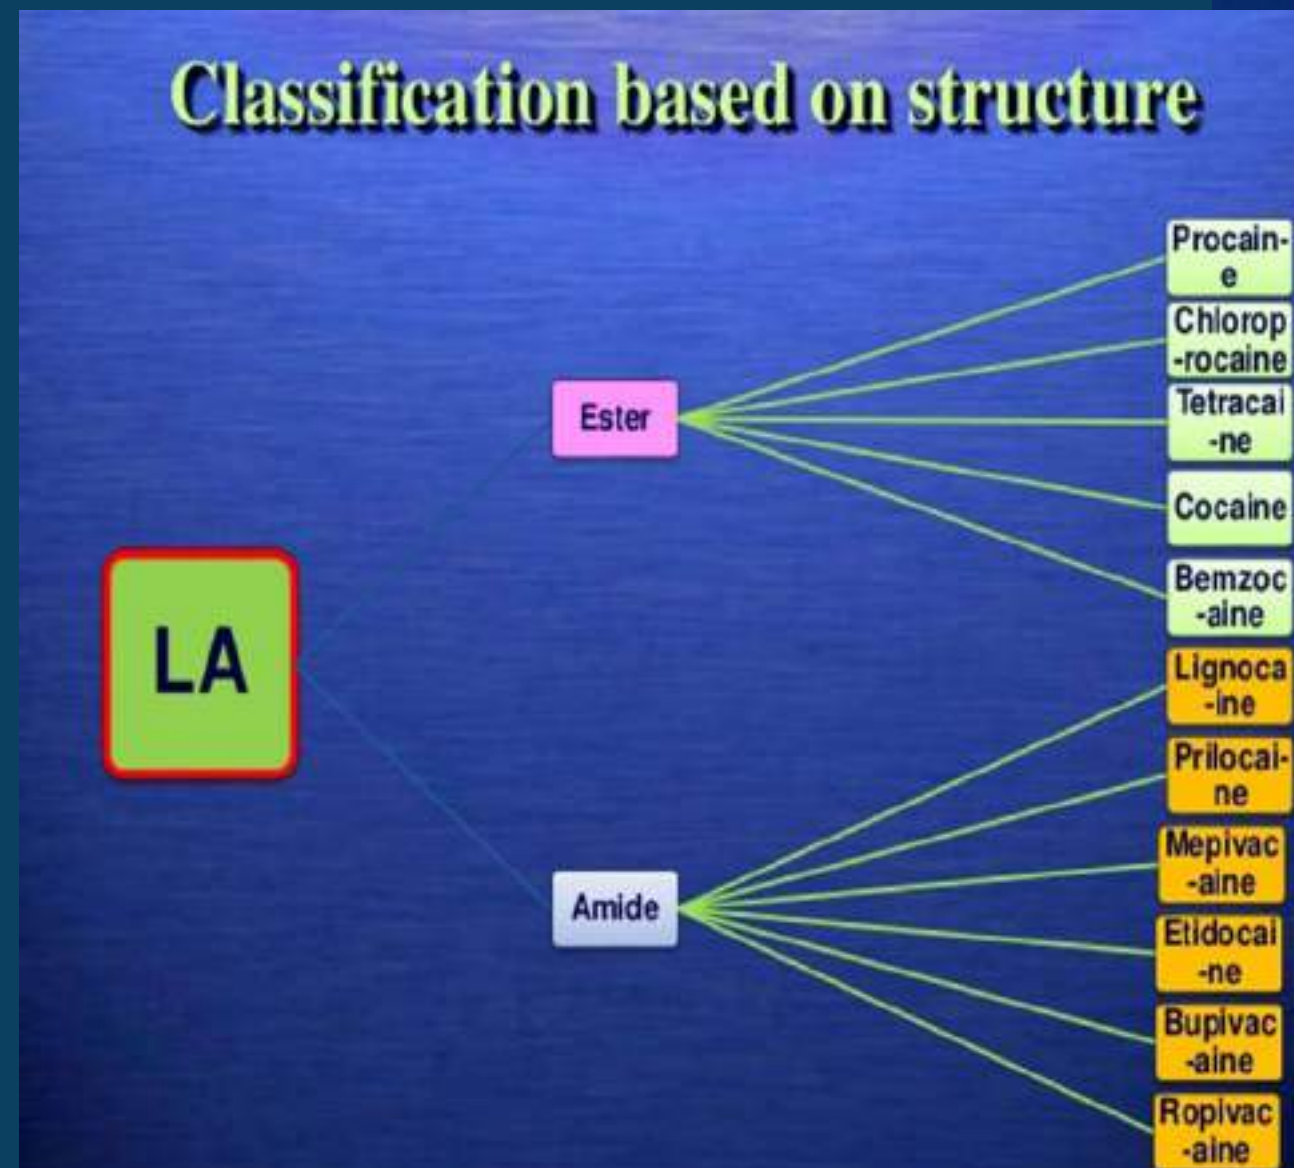 Classification based on structure
Procain-
e
Chlorop
-rocaine
Ester
Tetracai
-ne
Cocaine
Bemzoc
-aine
LA
Lignoca
-ine
Prilocai-
ne
Mepivac
-aine
Amide
Etidocai
-ne
Bupivac
-aine
Ropivac
-aine